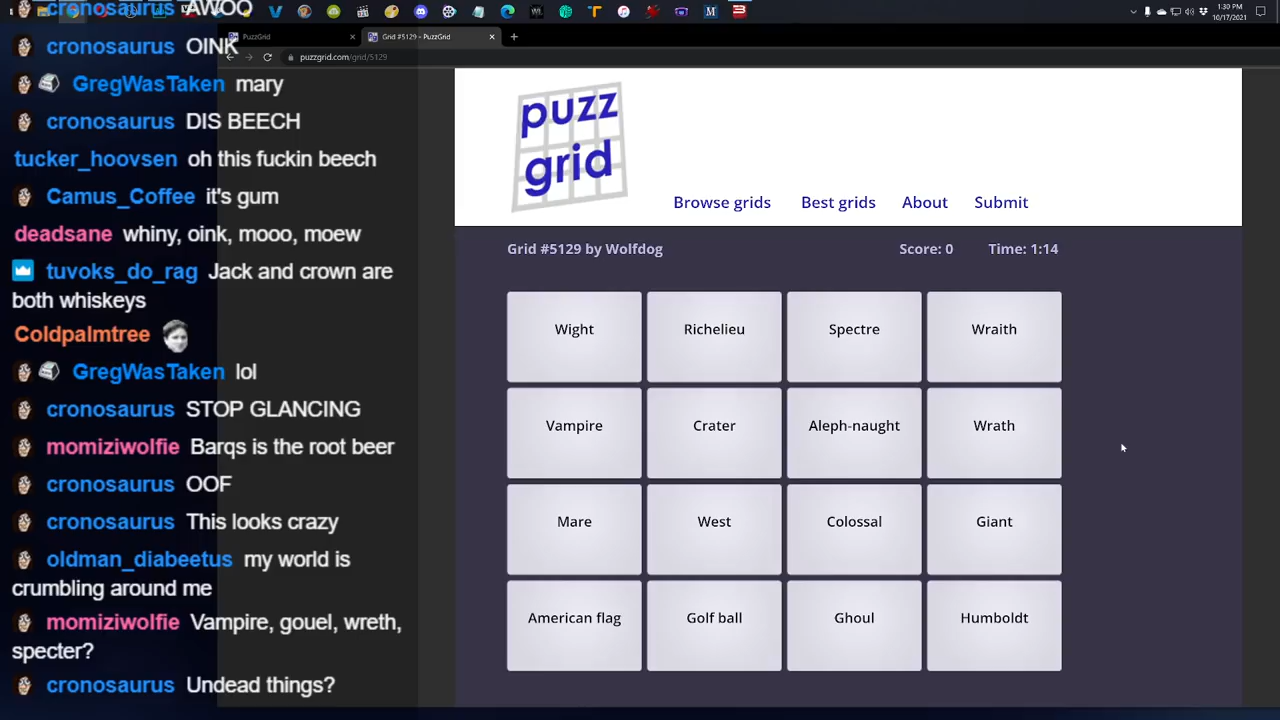 cronosaurus AWOO
cronosaurus OINK
GregWasTaken mary
cronosaurus DIS BEECH
tucker_hoovsen oh this fuckin beech
Camus_Coffee it's gum
deadsane whiny, oink, mooo, moew
tuvoks_do_rag Jack and crown are
both whiskeys
Coldpalmtree
GregWasTaken lol
cronosaurus STOP GLANCING
momiziwolfie Barqs is the root beer
cronosaurus OOF
cronosaurus This looks crazy
oldman_diabeetus my world is
crumbling around me
momiziwolfie Vampire, gouel, wreth,
specter?
cronosaurus Undead things?
1:30 PM
10/17/2021
PuzzGrid
Grid #5129 - PuzzGrid
puzzgrid.com/grid/5129
puzz
grid
Browse grids Best grids About Submit
Grid #5129 by Wolfdog Score: 0 Time: 1:14
Wight Richelieu Spectre Wraith
Vampire Crater Aleph-naught Wrath
Mare West Colossal Giant
American flag Golf ball Ghoul Humboldt